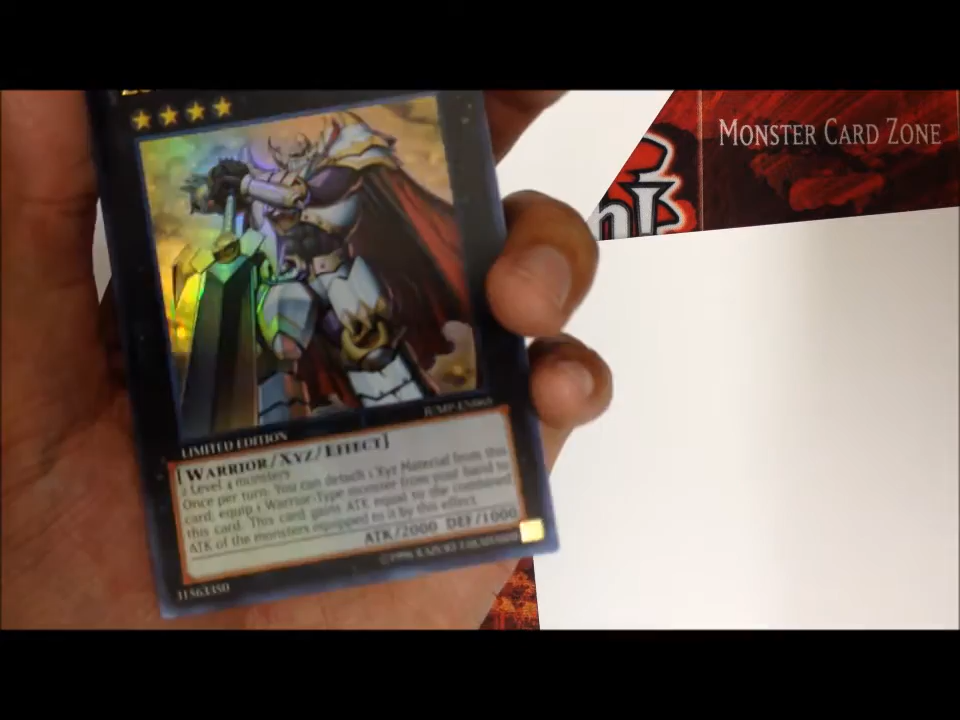 MONSTER CARD ZONE
JUMP-EN060
LIMITED EDITION
[WARRIOR/XYZ/EFFECT]
2 Level 4 monsters
Once per turn: You can detach 1 Xyz Material from this
card; equip 1 Warrior-Type monster from your hand to
this card. This card gains ATK equal to the combined
ATK of the monsters equipped to it by this effect.
ATK/2000 DEF/1000
31563350
©1996 KAZUKI TAKAHASHI